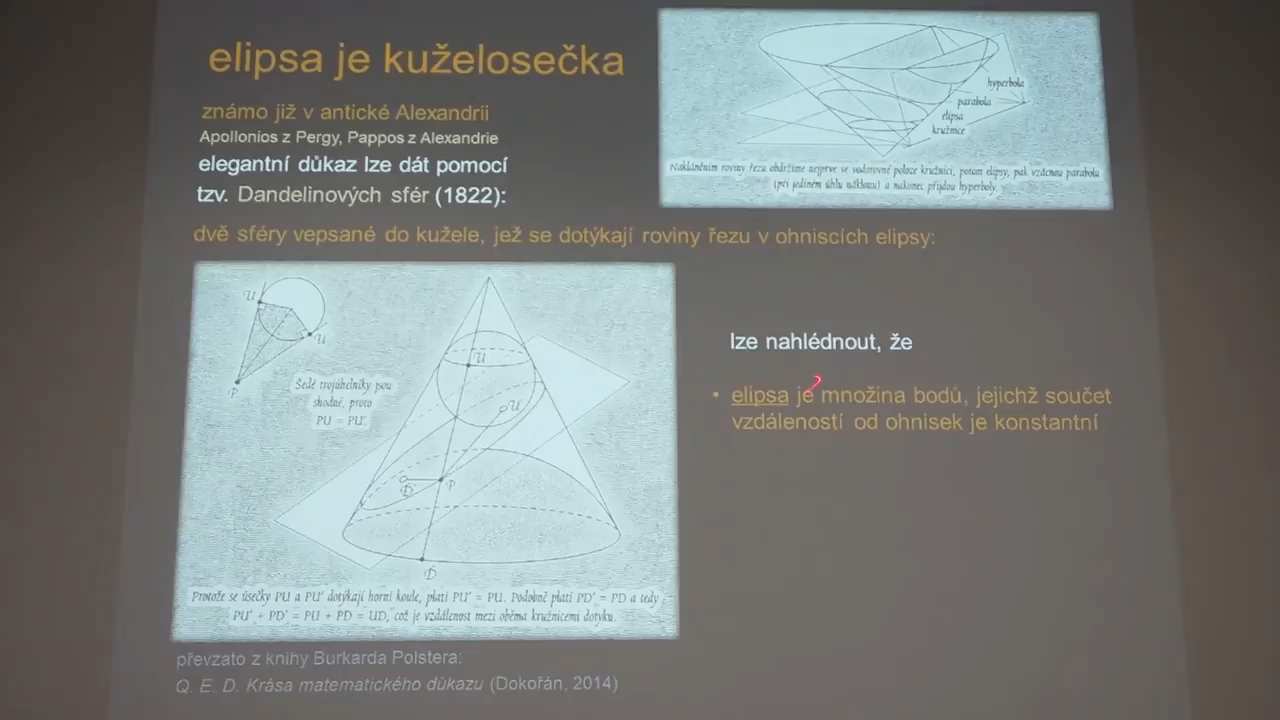 elipsa je kuželosečka
známo již v antické Alexandrii
Apollonios z Pergy, Pappos z Alexandrie
elegantní důkaz lze dát pomocí
tzv. Dandelinových sfér (1822):
hyperbola
parabola
elipsa
kružnice
Nakláněním roviny řezu obdržíme nejprve ve vodorovné poloze kružnici, potom elipsy, pak vzácnou parabolu
(při jediném úhlu náklonu) a nakonec přijdou hyperboly.
dvě sféry vepsané do kužele, jež se dotýkají roviny řezu v ohniscích elipsy:
U
U
P
Šedé trojúhelníky jsou
shodné, proto
PU = PU'.
U
U'
D'
P
D
Protože se úsečky PU a PU' dotýkají horní koule, platí PU' = PU. Podobně platí PD' = PD a tedy
PU' + PD' = PU + PD = UD, což je vzdálenost mezi oběma kružnicemi dotyku.
lze nahlédnout, že
• elipsa je množina bodů, jejichž součet
vzdáleností od ohnisek je konstantní
převzato z knihy Burkarda Polstera:
Q. E. D. Krása matematického důkazu (Dokořán, 2014)